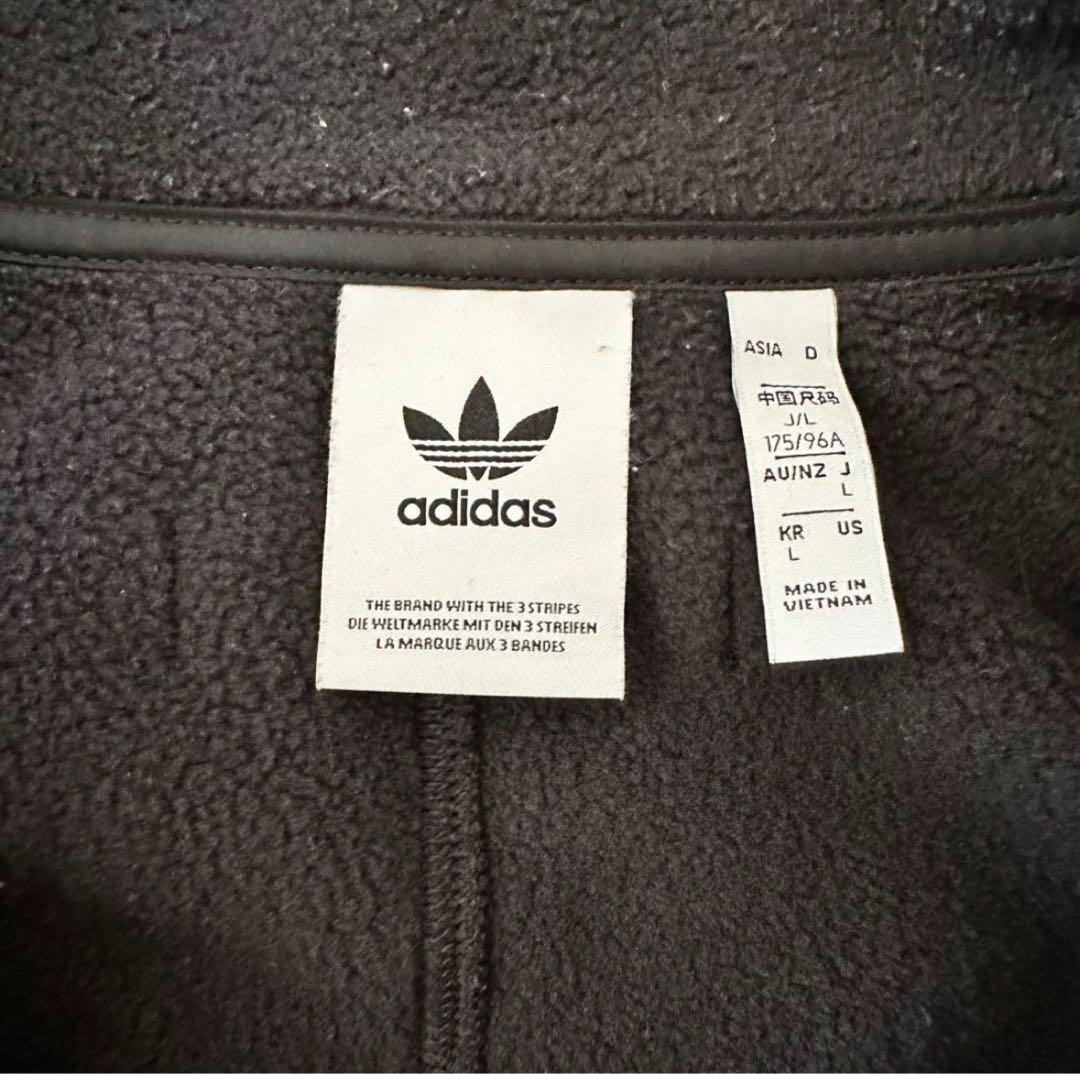 adidas
THE BRAND WITH THE 3 STRIPES
DIE WELTMARKE MIT DEN 3 STREIFEN
LA MARQUE AUX 3 BANDES
ASIA D
中国尺码
J/L
175/96A
AU/NZ J
L
KR US
L
MADE IN
VIETNAM